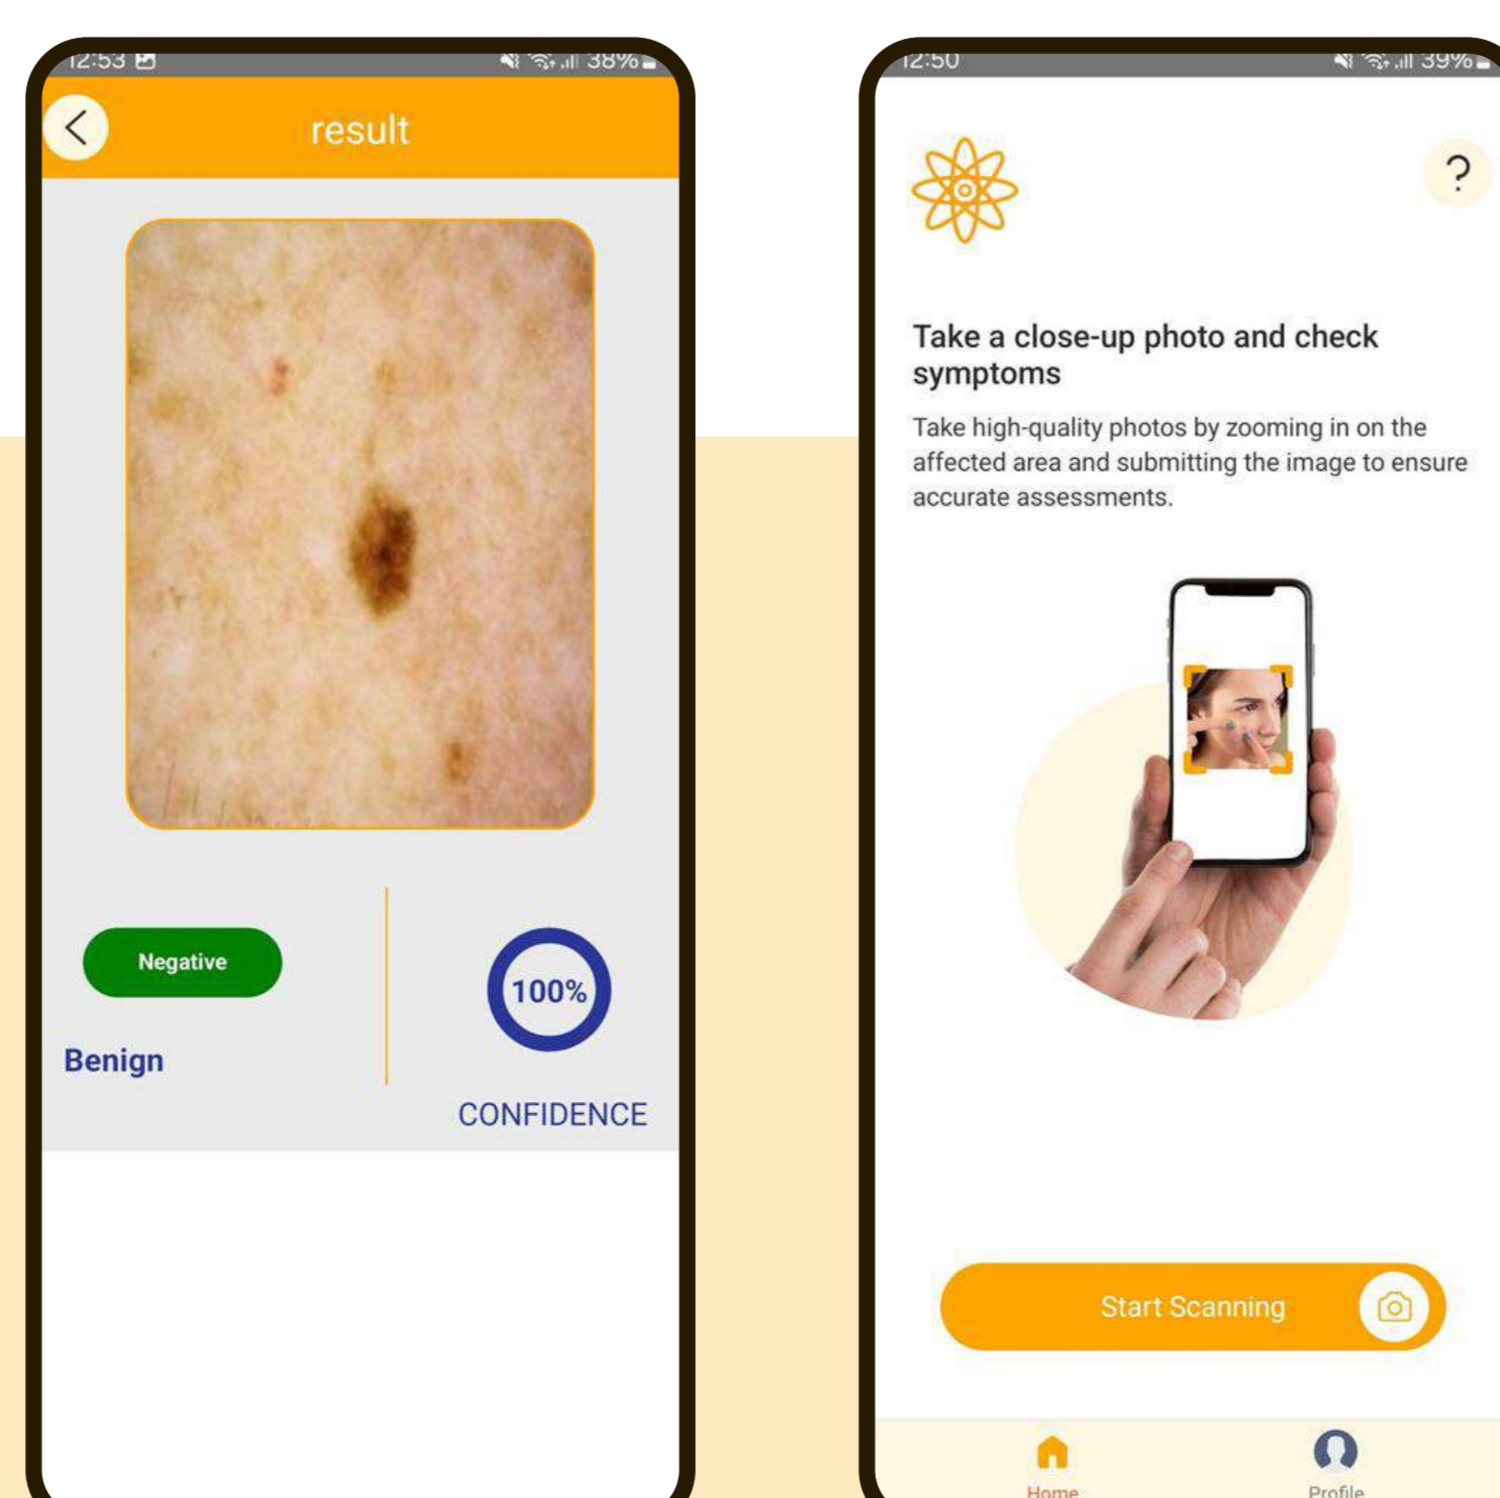 12:53
38%
result
Negative
100%
Benign
CONFIDENCE
12:50
39%
?
Take a close-up photo and check
symptoms
Take high-quality photos by zooming in on the
affected area and submitting the image to ensure
accurate assessments.
Start Scanning
Home
Profile